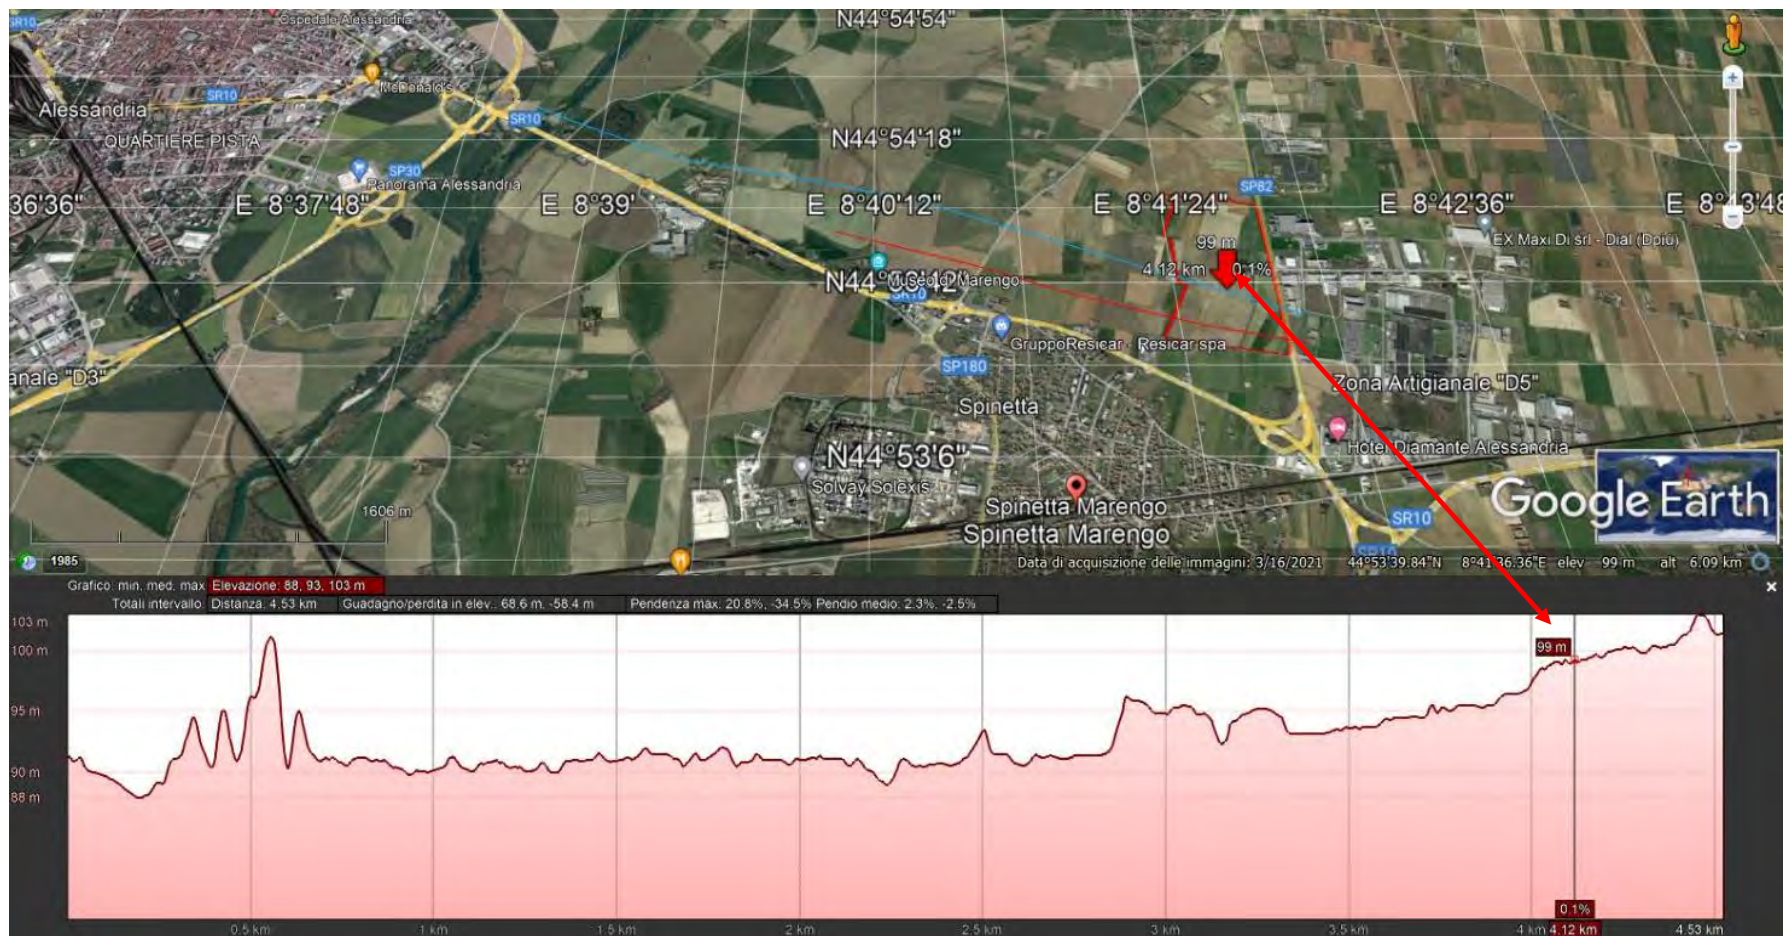 SR10
Ospedale Alessandria
N44°54'54"
McDonald's
SR10
Alessandria
SR10
QUARTIERE PISTA
N44°54'18"
SP30
Panorama Alessandria
SP82
36'36"
E 8°37'48"
E 8°39'
E 8°40'12"
E 8°41'24"
E 8°42'36"
E 8°43'48
99 m
EX Maxi Di srl - Dial (Dpiù)
4.12 km
0.1%
N44°53'42"
Museo di Marengo
SR10
GruppoResicar - Resicar spa
SP180
anale "D3"
Zona Artigianale "D5"
Spinetta
Hotel Diamante Alessandria
N44°53'6"
Solvay Solexis
Google Earth
Spinetta Marengo
SR10
1606 m
Spinetta Marengo
SR10
1985
Data di acquisizione delle immagini: 3/16/2021 44°53'39.84"N 8°41'36.36"E elev 99 m alt 6.09 km
Grafico. min, med. max Elevazione: 88, 93, 103 m
Totali intervallo Distanza: 4.53 km Guadagno/perdita in elev.: 68.6 m, -58.4 m Pendenza max: 20.8%, -34.5% Pendio medio: 2.3%, -2.5%
103 m
99 m
100 m
95 m
90 m
88 m
0.1%
0.5 km 1 km 1.5 km 2 km 2.5 km 3 km 3.5 km 4 km 4.12 km 4.53 km